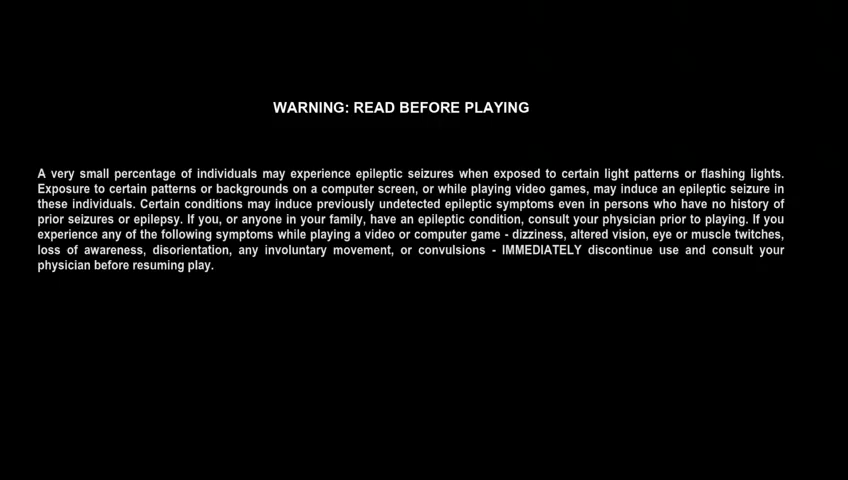 WARNING: READ BEFORE PLAYING
A very small percentage of individuals may experience epileptic seizures when exposed to certain light patterns or flashing lights.
Exposure to certain patterns or backgrounds on a computer screen, or while playing video games, may induce an epileptic seizure in
these individuals. Certain conditions may induce previously undetected epileptic symptoms even in persons who have no history of
prior seizures or epilepsy. If you, or anyone in your family, have an epileptic condition, consult your physician prior to playing. If you
experience any of the following symptoms while playing a video or computer game - dizziness, altered vision, eye or muscle twitches,
loss of awareness, disorientation, any involuntary movement, or convulsions - IMMEDIATELY discontinue use and consult your
physician before resuming play.